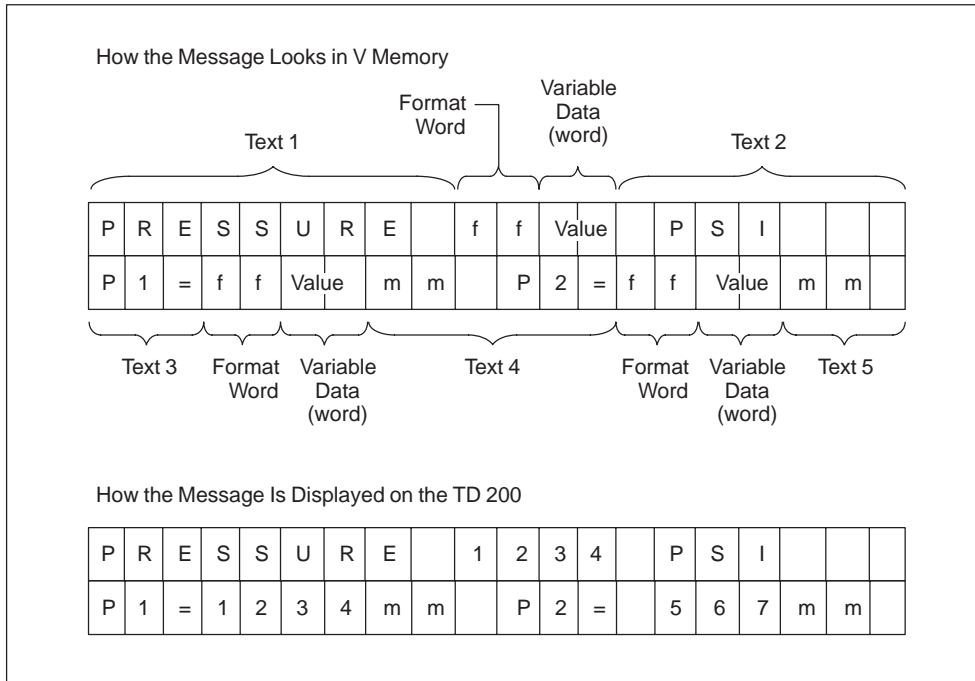 How the Message Looks in V Memory
Variable
Format Data
Word (word)
Text 1 Text 2
P R E S S U R E f f Value P S I
P 1 = f f Value m m P 2 = f f Value m m
Text 3 Format Variable Text 4 Format Variable Text 5
Word Data Word Data
(word) (word)
How the Message Is Displayed on the TD 200
P R E S S U R E 1 2 3 4 P S I
P 1 = 1 2 3 4 m m P 2 = 5 6 7 m m